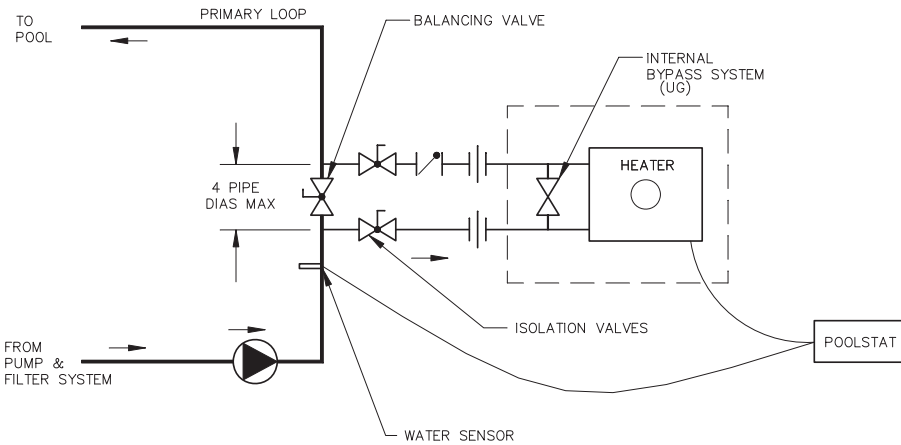 TO
POOL
PRIMARY LOOP
BALANCING VALVE
INTERNAL
BYPASS SYSTEM
(UG)
HEATER
4 PIPE
DIAS MAX
ISOLATION VALVES
POOLSTAT
FROM
PUMP &
FILTER SYSTEM
WATER SENSOR